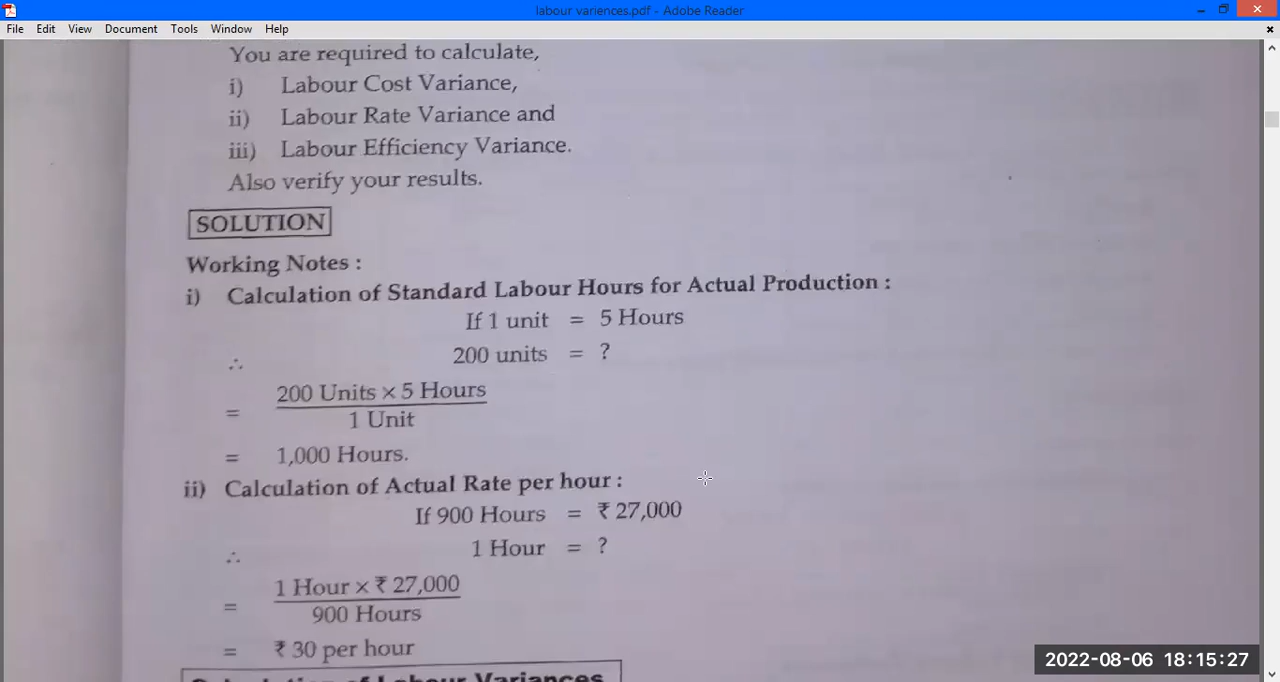 labour variences.pdf - Adobe Reader
File Edit View Document Tools Window Help
You are required to calculate,
i) Labour Cost Variance,
ii) Labour Rate Variance and
iii) Labour Efficiency Variance.
Also verify your results.
SOLUTION
Working Notes :
i) Calculation of Standard Labour Hours for Actual Production :
If 1 unit = 5 Hours
∴ 200 units = ?
= 200 Units × 5 Hours
1 Unit
= 1,000 Hours.
ii) Calculation of Actual Rate per hour :
If 900 Hours = ₹ 27,000
∴ 1 Hour = ?
= 1 Hour × ₹ 27,000
900 Hours
= ₹ 30 per hour
Calculation of Labour Variances
2022-08-06 18:15:27